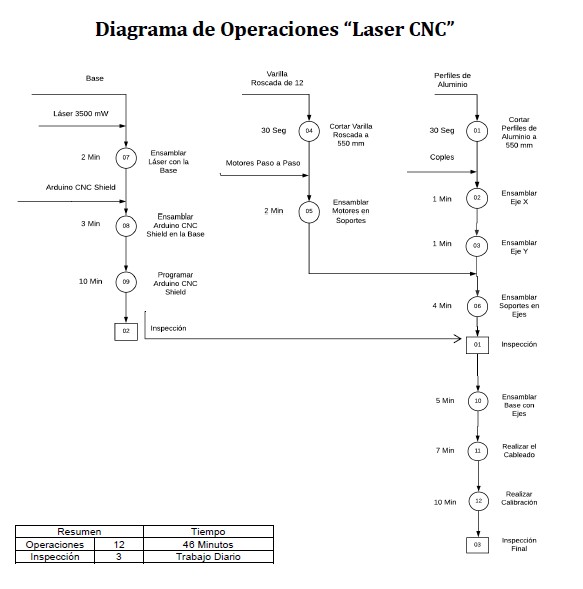 Diagrama de Operaciones “Laser CNC”
Base
Láser 3500 mW
2 Min
07
Ensamblar
Láser con la
Base
Arduino CNC Shield
3 Min
08
Ensamblar
Arduino CNC
Shield en la Base
10 Min
09
Programar
Arduino CNC
Shield
02
Inspección
Varilla
Roscada de 12
30 Seg
04
Cortar Varilla
Roscada a
550 mm
Motores Paso a Paso
2 Min
05
Ensamblar
Motores en
Soportes
Perfiles de
Aluminio
30 Seg
01
Cortar
Perfiles de
Aluminio a
550 mm
Coples
1 Min
02
Ensamblar
Eje X
1 Min
03
Ensamblar
Eje Y
4 Min
06
Ensamblar
Soportes en
Ejes
01
Inspección
5 Min
10
Ensamblar
Base con
Ejes
7 Min
11
Realizar el
Cableado
10 Min
12
Realizar
Calibración
03
Inspección
Final
Resumen Tiempo
Operaciones 12 46 Minutos
Inspección 3 Trabajo Diario